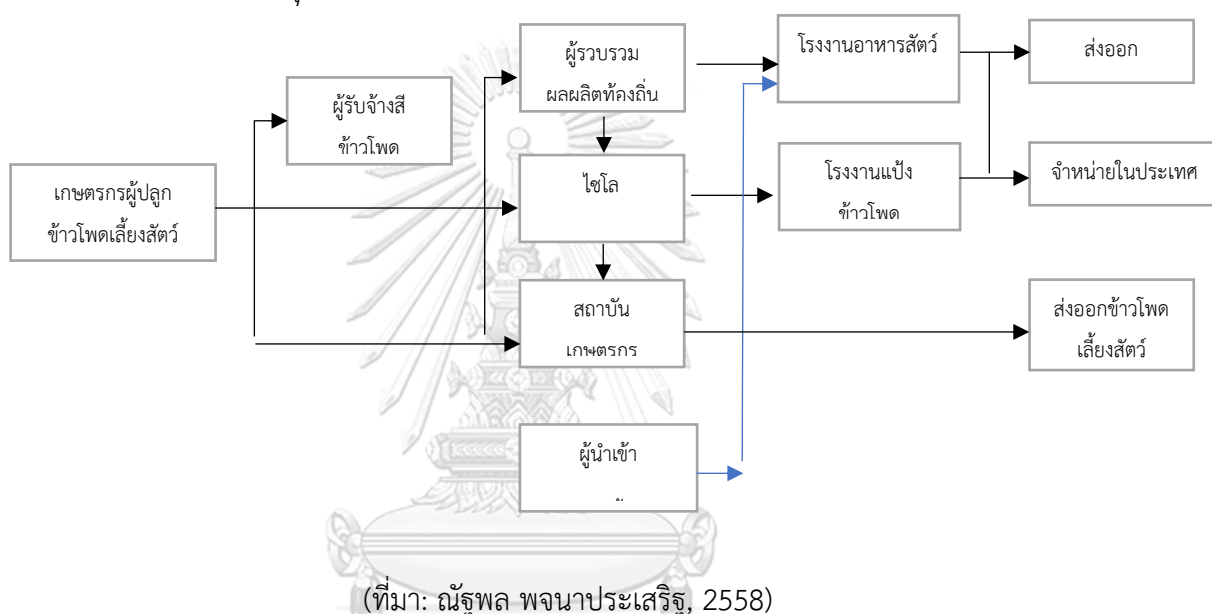 ผู้รวบรวม
ผลผลิตท้องถิ่น
โรงงานอาหารสัตว์
ส่งออก
ผู้รับจ้างสี
ข้าวโพด
เกษตรกรผู้ปลูก
ข้าวโพดเลี้ยงสัตว์
ไซโล
โรงงานแป้ง
ข้าวโพด
จำหน่ายในประเทศ
สถาบัน
เกษตรกร
ส่งออกข้าวโพด
เลี้ยงสัตว์
ผู้นำเข้า
(ที่มา: ณัฐพล พจนาประเสริฐ, 2558)